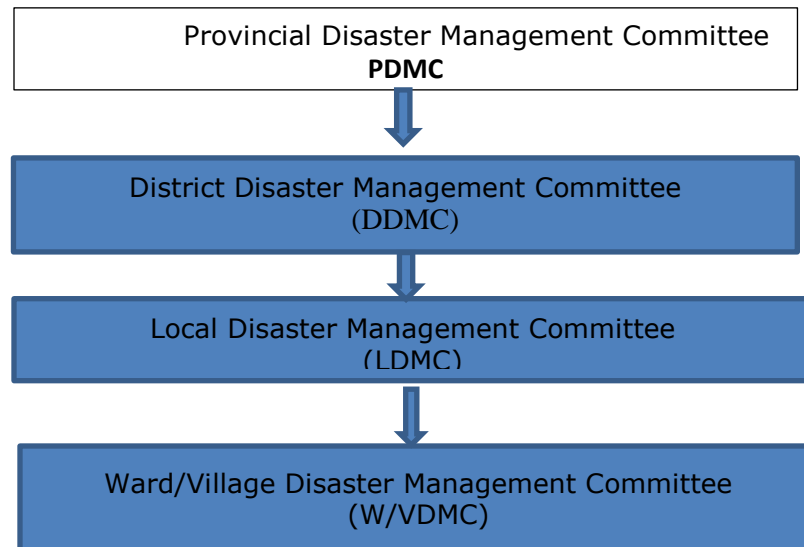 Provincial Disaster Management Committee
PDMC
District Disaster Management Committee
(DDMC)
Local Disaster Management Committee
(LDMC)
Ward/Village Disaster Management Committee
(W/VDMC)